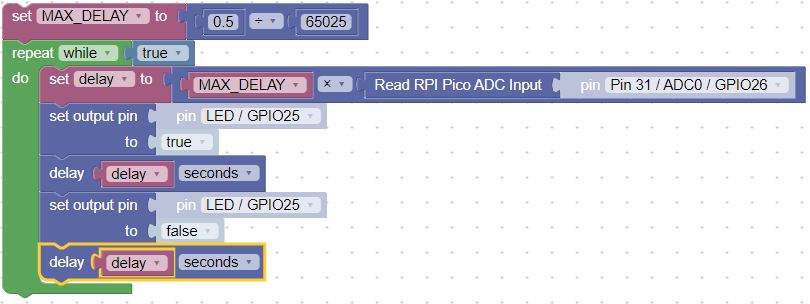 set MAX_DELAY to 0.5 ÷ 65025
repeat while true
do set delay to MAX_DELAY × Read RPI Pico ADC Input pin Pin 31 / ADC0 / GPIO26
set output pin pin LED / GPIO25
to true
delay delay seconds
set output pin pin LED / GPIO25
to false
delay delay seconds